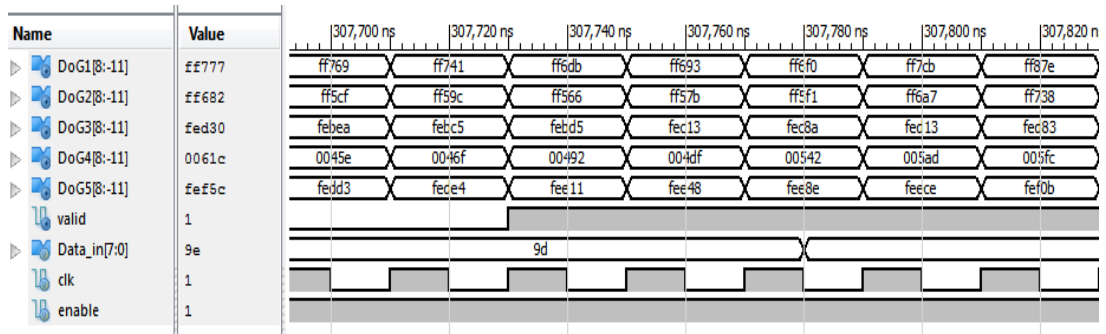 Name Value 307,700 ns 307,720 ns 307,740 ns 307,760 ns 307,780 ns 307,800 ns 307,820 n
DoG1[8:-11] ff777 ff769 ff741 ff6db ff693 ff6f0 ff7cb ff87e
DoG2[8:-11] ff682 ff5cf ff59c ff566 ff57b ff5f1 ff6a7 ff738
DoG3[8:-11] fed30 febea febc5 febd5 fec13 fec8a fed13 fed83
DoG4[8:-11] 0061c 0045e 0046f 00492 004df 00542 005ad 005fc
DoG5[8:-11] fef5c fedd3 fede4 fee11 fee48 fee8e feece fef0b
valid 1
Data_in[7:0] 9e 9d
clk 1
enable 1